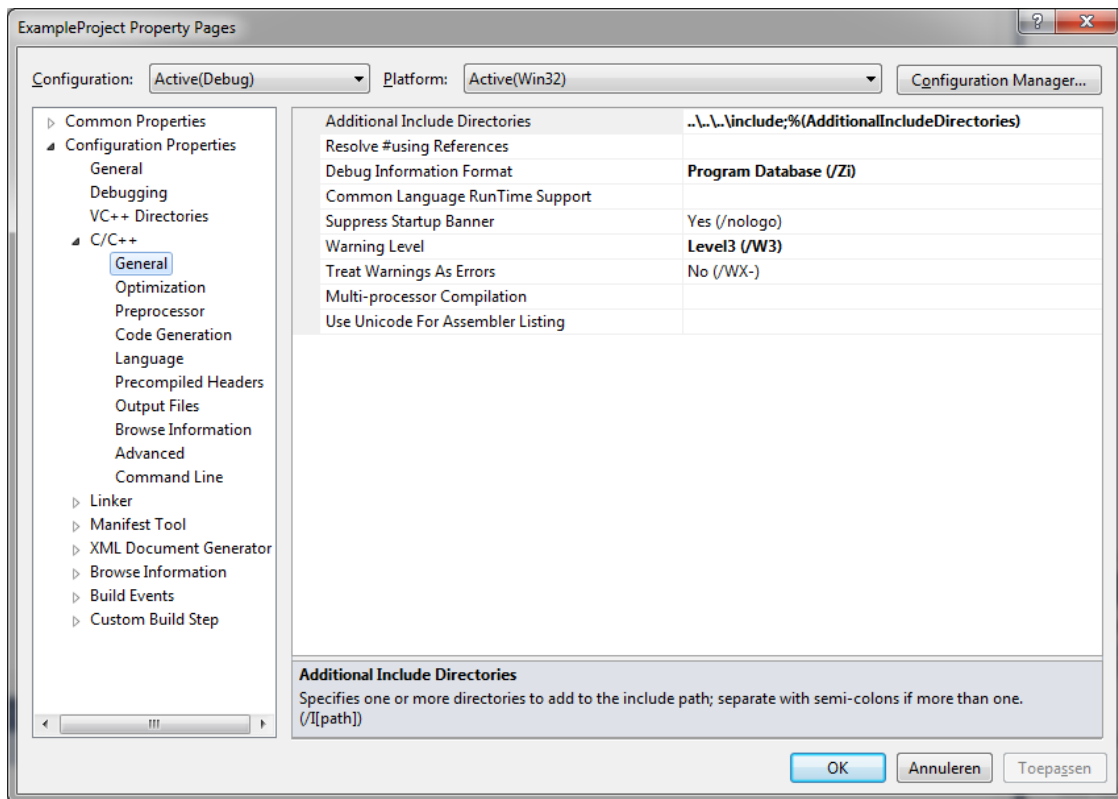 ExampleProject Property Pages
Configuration: Active(Debug) Platform: Active(Win32) Configuration Manager...
Common Properties
Configuration Properties
General
Debugging
VC++ Directories
C/C++
General
Optimization
Preprocessor
Code Generation
Language
Precompiled Headers
Output Files
Browse Information
Advanced
Command Line
Linker
Manifest Tool
XML Document Generator
Browse Information
Build Events
Custom Build Step
Additional Include Directories ..\..\..\include;%(AdditionalIncludeDirectories)
Resolve #using References
Debug Information Format Program Database (/Zi)
Common Language RunTime Support
Suppress Startup Banner Yes (/nologo)
Warning Level Level3 (/W3)
Treat Warnings As Errors No (/WX-)
Multi-processor Compilation
Use Unicode For Assembler Listing
Additional Include Directories
Specifies one or more directories to add to the include path; separate with semi-colons if more than one.
(/I[path])
OK Annuleren Toepassen